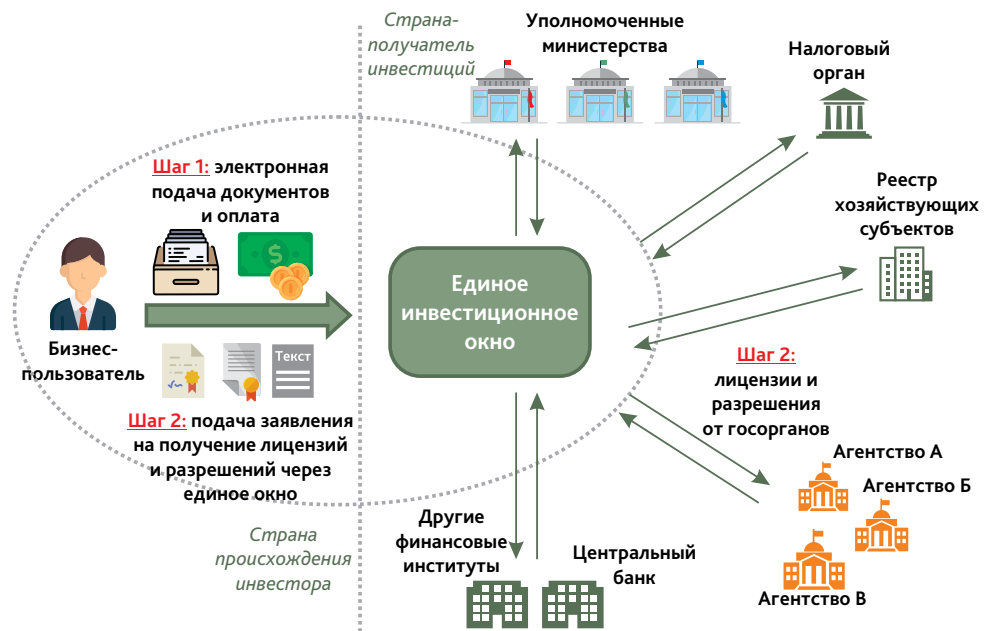 Страна-
получатель
инвестиций
Уполномоченные
министерства
Налоговый
орган
Шаг 1: электронная
подача документов
и оплата
Реестр
хозяйствующих
субъектов
Бизнес-
пользователь
Текст
Единое
инвестиционное
окно
Шаг 2: подача заявления
на получение лицензий
и разрешений через
единое окно
Шаг 2:
лицензии и
разрешения
от госорганов
Агентство А
Агентство Б
Агентство В
Страна
происхождения
инвестора
Другие
финансовые
институты
Центральный
банк